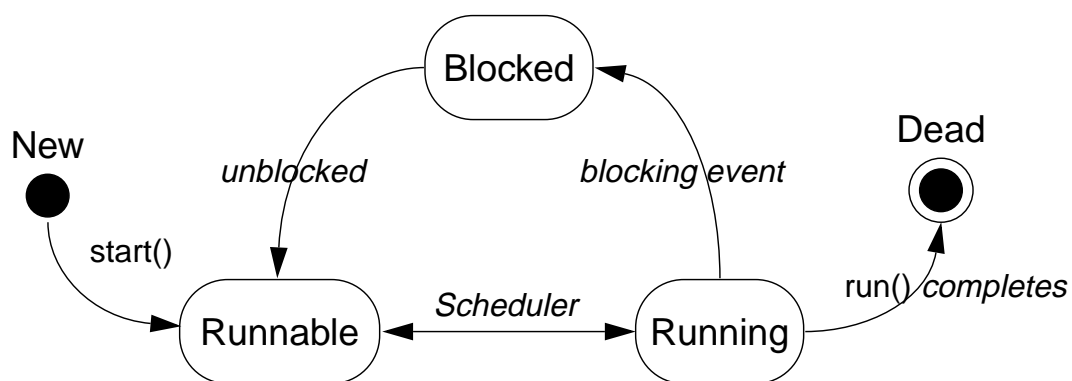 Blocked
New
Dead
unblocked
blocking event
start()
run() completes
Scheduler
Runnable
Running